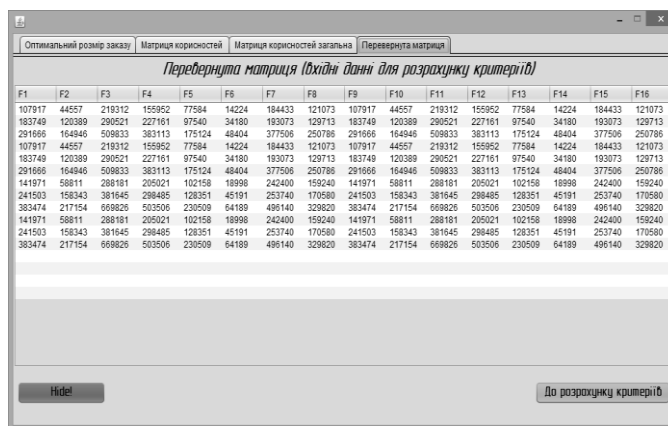 Оптимальний розмір заказу Матриця корисностей Матриця корисностей загальна Перевернута матриця
Перевернута матриця (вхідні данні для розрахунку критеріїв)
F1 F2 F3 F4 F5 F6 F7 F8 F9 F10 F11 F12 F13 F14 F15 F16
107917 44557 219312 155952 77584 14224 184433 121073 107917 44557 219312 155952 77584 14224 184433 121073
183749 120389 290521 227161 97540 34180 193073 129713 183749 120389 290521 227161 97540 34180 193073 129713
291666 164946 509833 383113 175124 48404 377506 250786 291666 164946 509833 383113 175124 48404 377506 250786
107917 44557 219312 155952 77584 14224 184433 121073 107917 44557 219312 155952 77584 14224 184433 121073
183749 120389 290521 227161 97540 34180 193073 129713 183749 120389 290521 227161 97540 34180 193073 129713
291666 164946 509833 383113 175124 48404 377506 250786 291666 164946 509833 383113 175124 48404 377506 250786
141971 58811 288181 205021 102158 18998 242400 159240 141971 58811 288181 205021 102158 18998 242400 159240
241503 158343 381645 298485 128351 45191 253740 170580 241503 158343 381645 298485 128351 45191 253740 170580
383474 217154 669826 503506 230509 64189 496140 329820 383474 217154 669826 503506 230509 64189 496140 329820
141971 58811 288181 205021 102158 18998 242400 159240 141971 58811 288181 205021 102158 18998 242400 159240
241503 158343 381645 298485 128351 45191 253740 170580 241503 158343 381645 298485 128351 45191 253740 170580
383474 217154 669826 503506 230509 64189 496140 329820 383474 217154 669826 503506 230509 64189 496140 329820
Hide! До розрахунку критеріїв